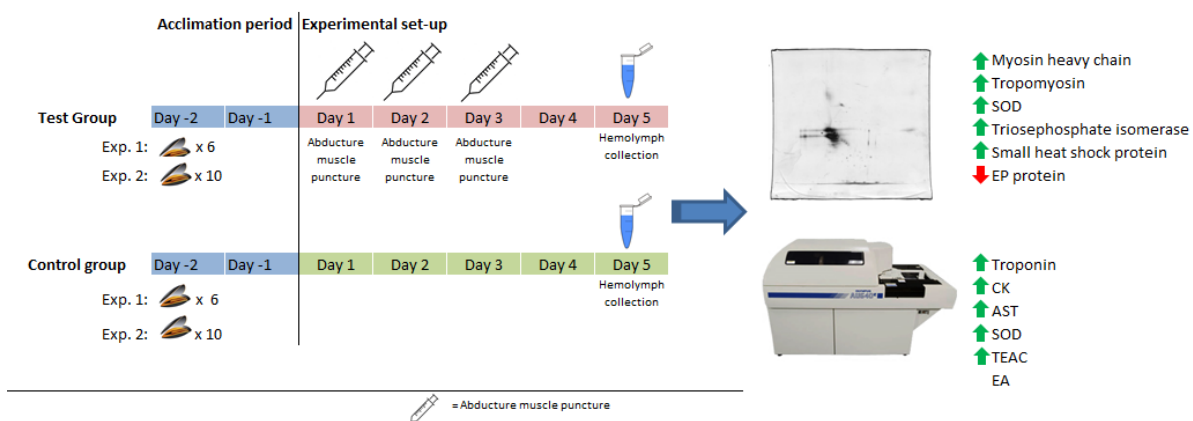 Acclimation period
Experimental set-up
Test Group
Day -2
Day -1
Day 1
Day 2
Day 3
Day 4
Day 5
Exp. 1:
x 6
Exp. 2:
x 10
Abducture
muscle
puncture
Abducture
muscle
puncture
Abducture
muscle
puncture
Hemolymph
collection
Control group
Day -2
Day -1
Day 1
Day 2
Day 3
Day 4
Day 5
Exp. 1:
x 6
Exp. 2:
x 10
Hemolymph
collection
= Abducture muscle puncture
Myosin heavy chain
Tropomyosin
SOD
Triosephosphate isomerase
Small heat shock protein
EP protein
Troponin
CK
AST
SOD
TEAC
EA